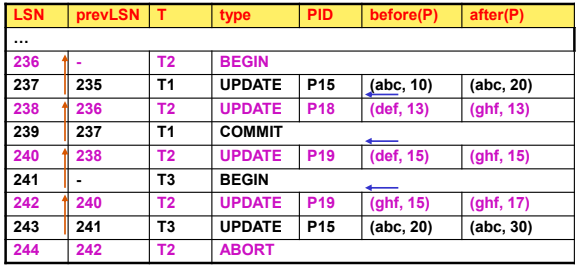 LSN prevLSN T type PID before(P) after(P)
…
236 - T2 BEGIN
237 235 T1 UPDATE P15 (abc, 10) (abc, 20)
238 236 T2 UPDATE P18 (def, 13) (ghf, 13)
239 237 T1 COMMIT
240 238 T2 UPDATE P19 (def, 15) (ghf, 15)
241 - T3 BEGIN
242 240 T2 UPDATE P19 (ghf, 15) (ghf, 17)
243 241 T3 UPDATE P15 (abc, 20) (abc, 30)
244 242 T2 ABORT